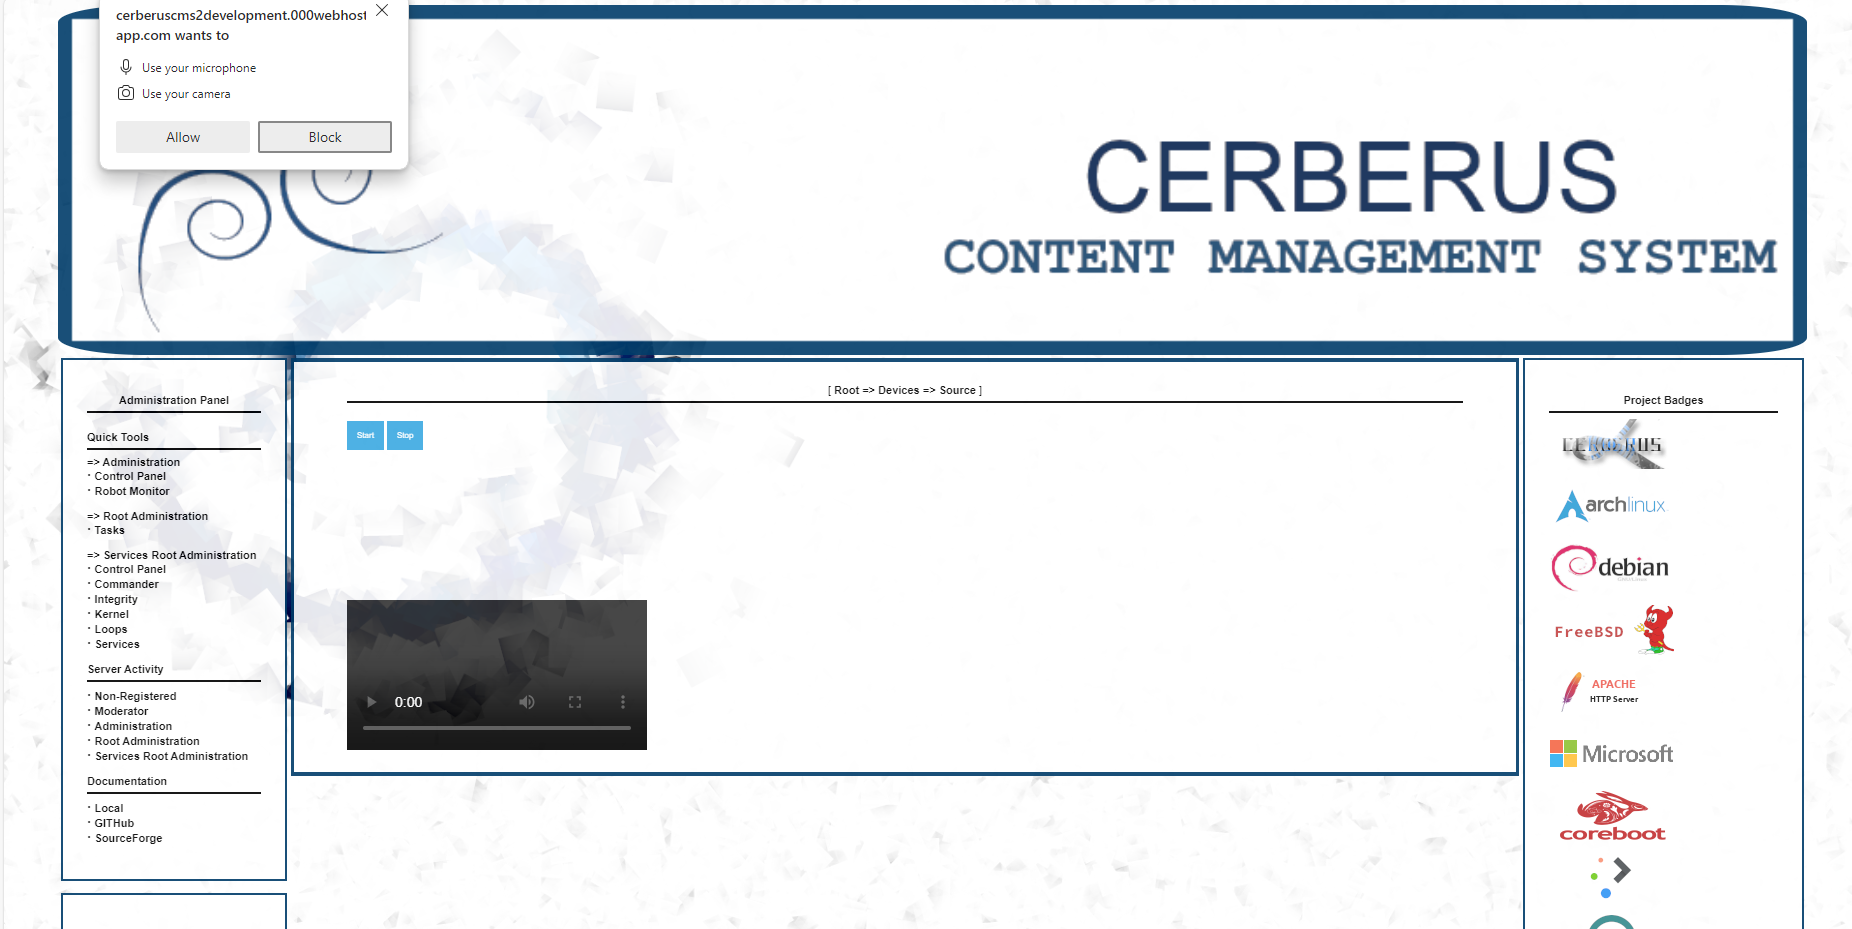 cerberuscms2development.000webhost
app.com wants to
Use your microphone
Use your camera
Allow
Block
CERBERUS
CONTENT MANAGEMENT SYSTEM
Administration Panel
Quick Tools
=> Administration
· Control Panel
· Robot Monitor
=> Root Administration
· Tasks
=> Services Root Administration
· Control Panel
· Commander
· Integrity
· Kernel
· Loops
· Services
Server Activity
· Non-Registered
· Moderator
· Administration
· Root Administration
· Services Root Administration
Documentation
· Local
· GITHub
· SourceForge
[ Root => Devices => Source ]
Start
Stop
0:00
Project Badges
CERBERUS
archlinux
debian
FreeBSD
APACHE
HTTP Server
Microsoft
coreboot